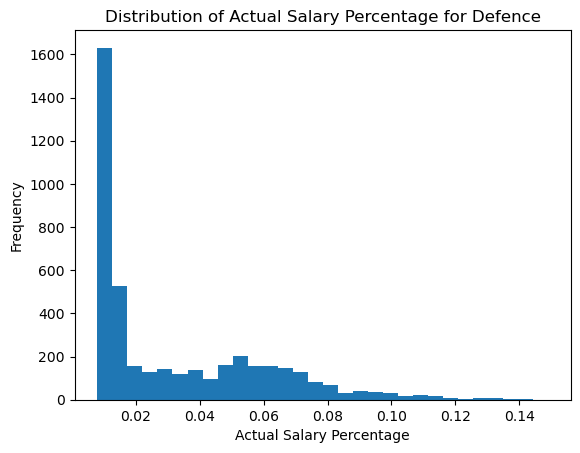 Distribution of Actual Salary Percentage for Defence
1600
1400
1200
1000
800
600
400
200
0
Frequency
0.02 0.04 0.06 0.08 0.10 0.12 0.14
Actual Salary Percentage